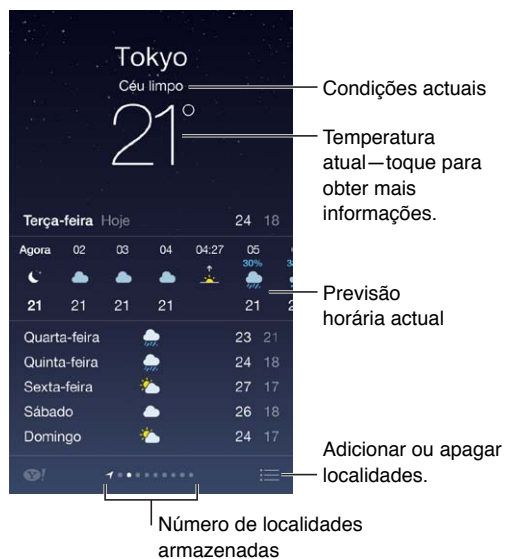 Tokyo
Céu limpo
21°
Condições actuais
Temperatura
atual—toque para
obter mais
informações.
Terça-feira Hoje 24 18
Agora 02 03 04 04:27 05
30%
21 21 21 21 21
Previsão
horária actual
Quarta-feira 23 21
Quinta-feira 24 18
Sexta-feira 27 17
Sábado 26 18
Domingo 24 17
Y!
Adicionar ou apagar
localidades.
Número de localidades
armazenadas